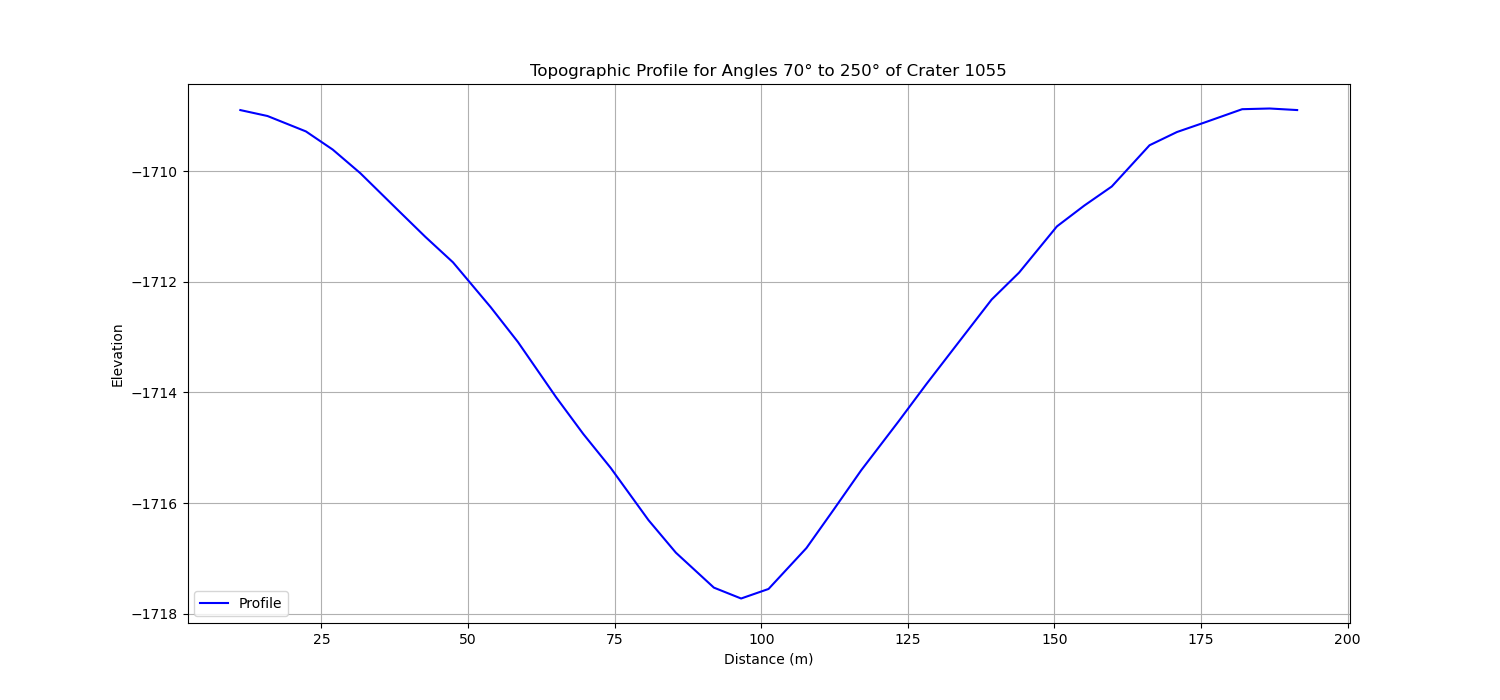 Topographic Profile for Angles 70° to 250° of Crater 1055
−1710
−1712
−1714
−1716
−1718
Elevation
Profile
25 50 75 100 125 150 175 200
Distance (m)